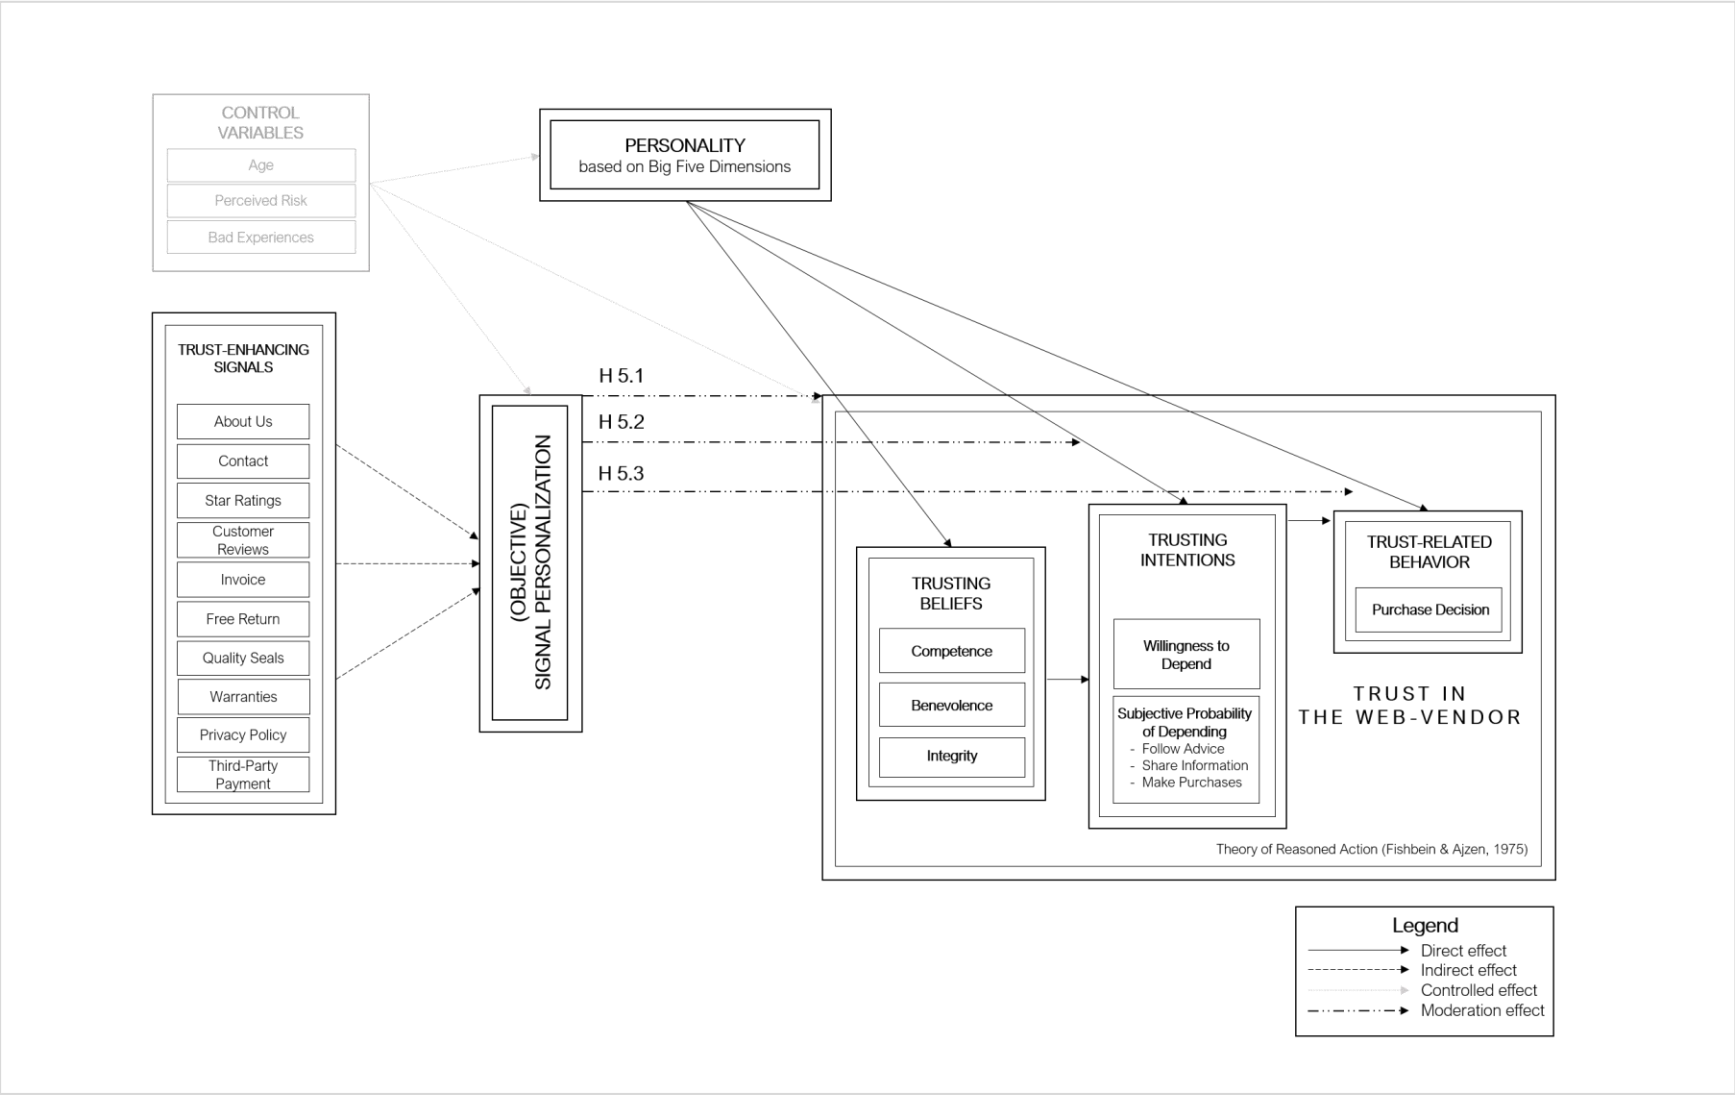 CONTROL
VARIABLES
Age
Perceived Risk
Bad Experiences
PERSONALITY
based on Big Five Dimensions
TRUST-ENHANCING
SIGNALS
About Us
Contact
Star Ratings
Customer
Reviews
Invoice
Free Return
Quality Seals
Warranties
Privacy Policy
Third-Party
Payment
(OBJECTIVE)
SIGNAL PERSONALIZATION
H 5.1
H 5.2
H 5.3
TRUSTING
BELIEFS
Competence
Benevolence
Integrity
TRUSTING
INTENTIONS
Willingness to
Depend
Subjective Probability
of Depending
- Follow Advice
- Share Information
- Make Purchases
TRUST-RELATED
BEHAVIOR
Purchase Decision
TRUST IN
THE WEB-VENDOR
Theory of Reasoned Action (Fishbein & Ajzen, 1975)
Legend
Direct effect
Indirect effect
Controlled effect
Moderation effect